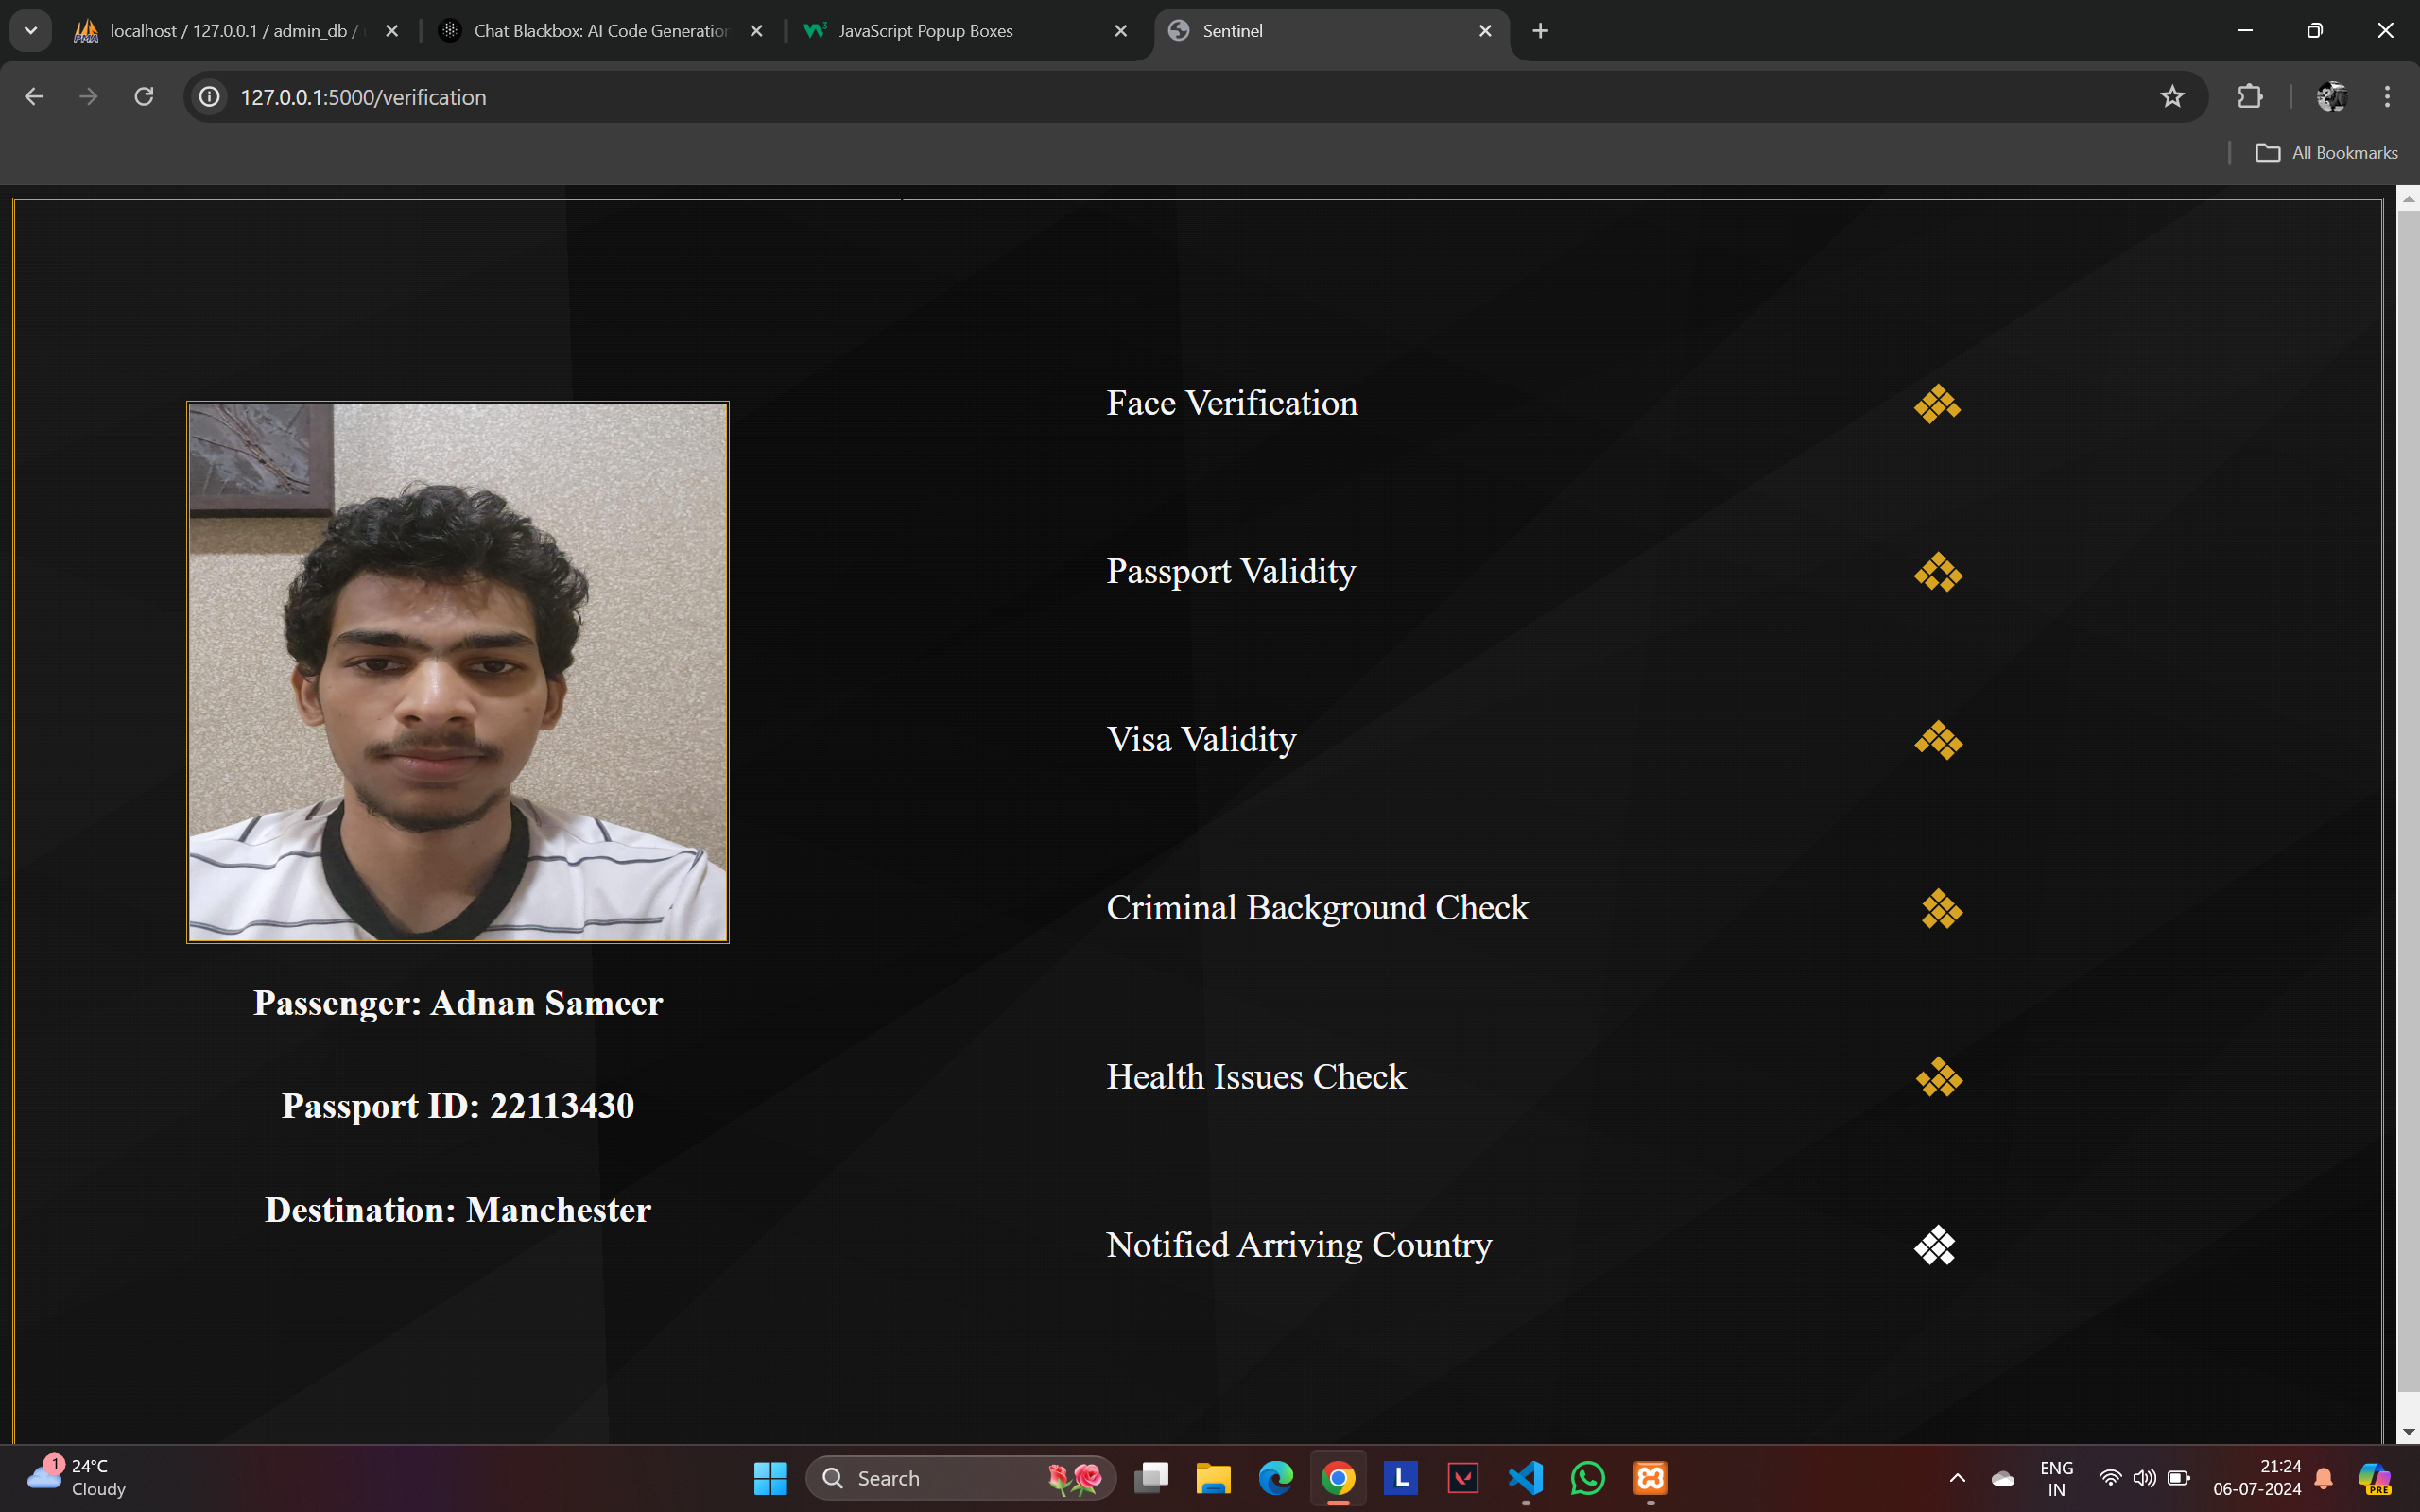 localhost / 127.0.0.1 / admin_db /
Chat Blackbox: AI Code Generation
JavaScript Popup Boxes
Sentinel
127.0.0.1:5000/verification
All Bookmarks
Face Verification
Passport Validity
Visa Validity
Criminal Background Check
Health Issues Check
Notified Arriving Country
Passenger: Adnan Sameer
Passport ID: 22113430
Destination: Manchester
1
24°C
Cloudy
Search
L
ENG
IN
21:24
06-07-2024
PRE